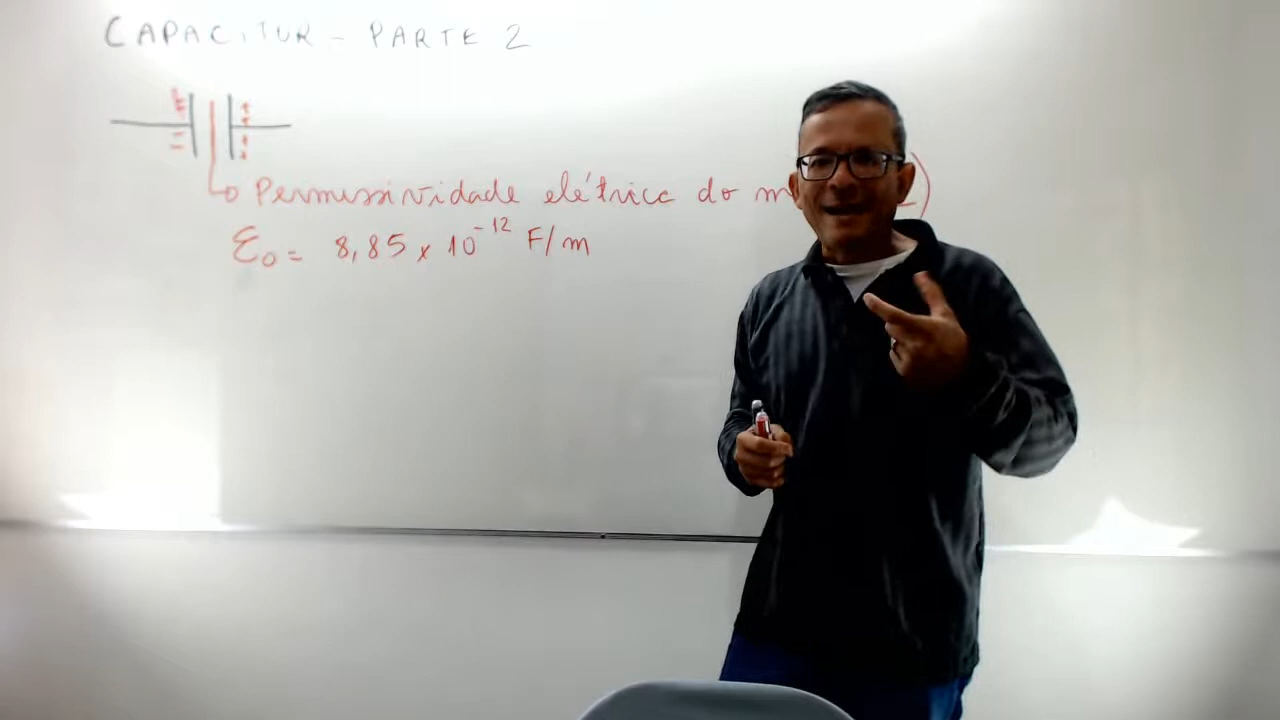 CAPACITOR - PARTE 2
Permissividade elétrica do m
ε₀ = 8,85 x 10⁻¹² F/m